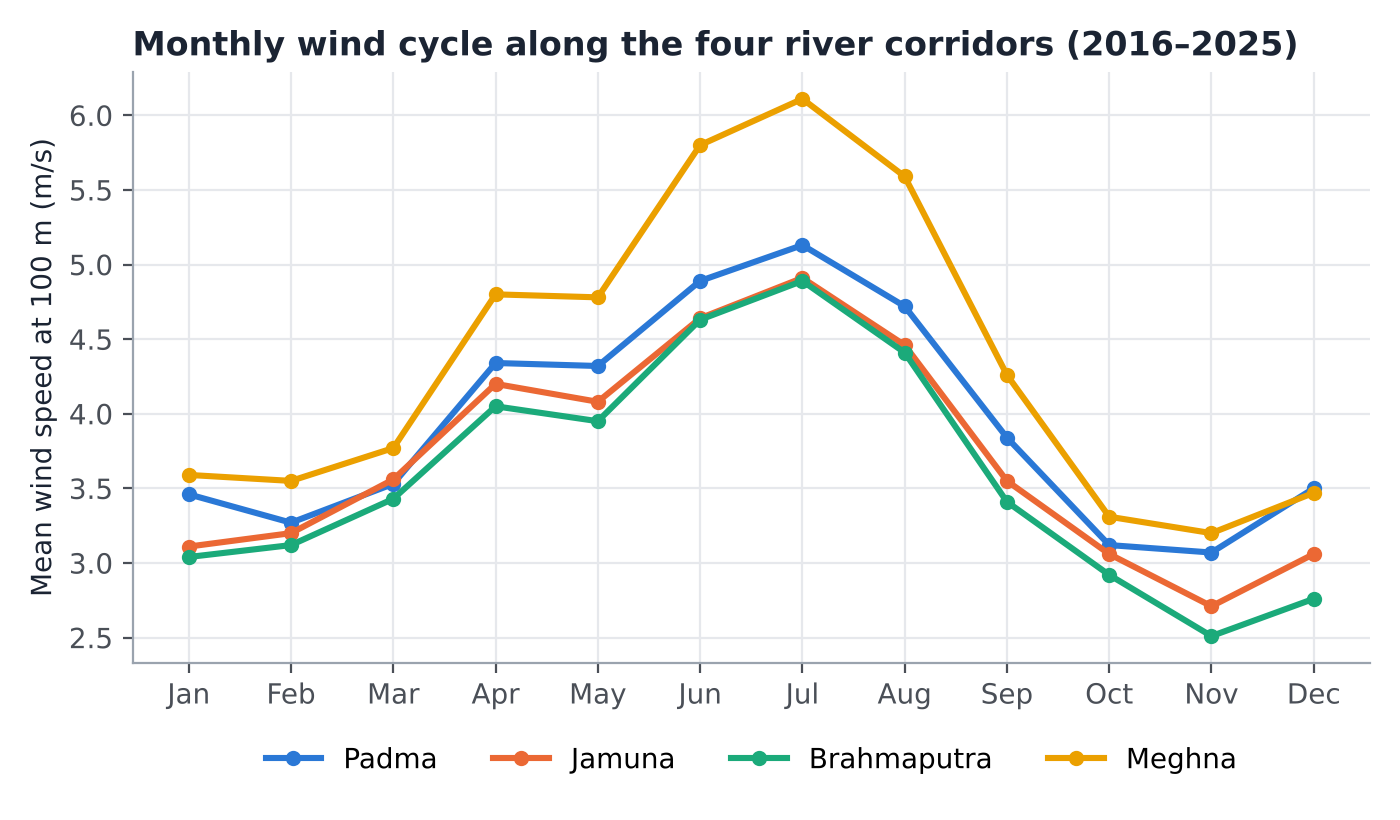 Monthly wind cycle along the four river corridors (2016–2025)
Mean wind speed at 100 m (m/s)
6.0
5.5
5.0
4.5
4.0
3.5
3.0
2.5
Jan Feb Mar Apr May Jun Jul Aug Sep Oct Nov Dec
Padma Jamuna Brahmaputra Meghna